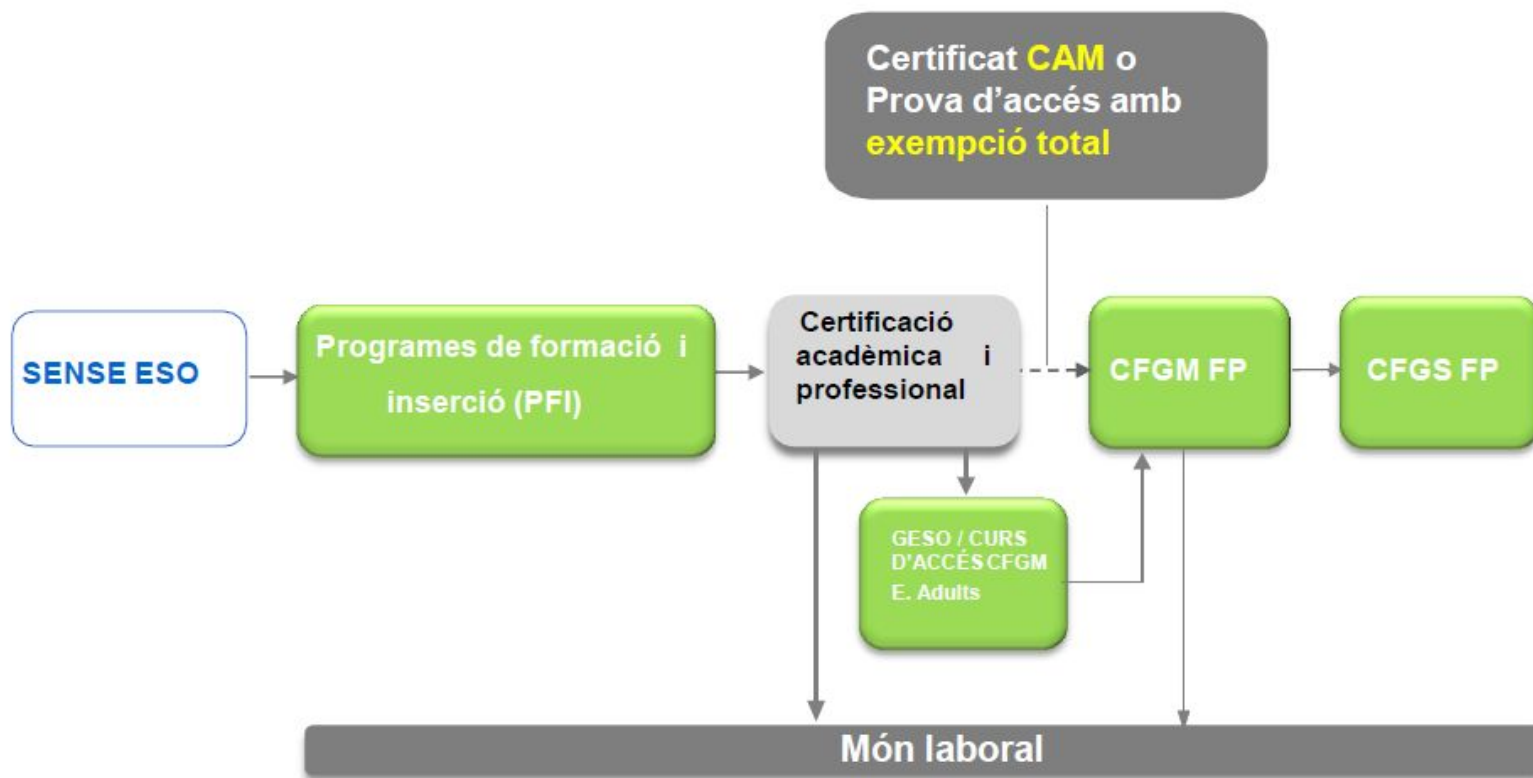 Certificat CAM o
Prova d'accés amb
exempció total
SENSE ESO
Programes de formació i
inserció (PFI)
Certificació
acadèmica i
professional
CFGM FP
CFGS FP
GESO / CURS
D'ACCÉS CFGM
E. Adults
Món laboral